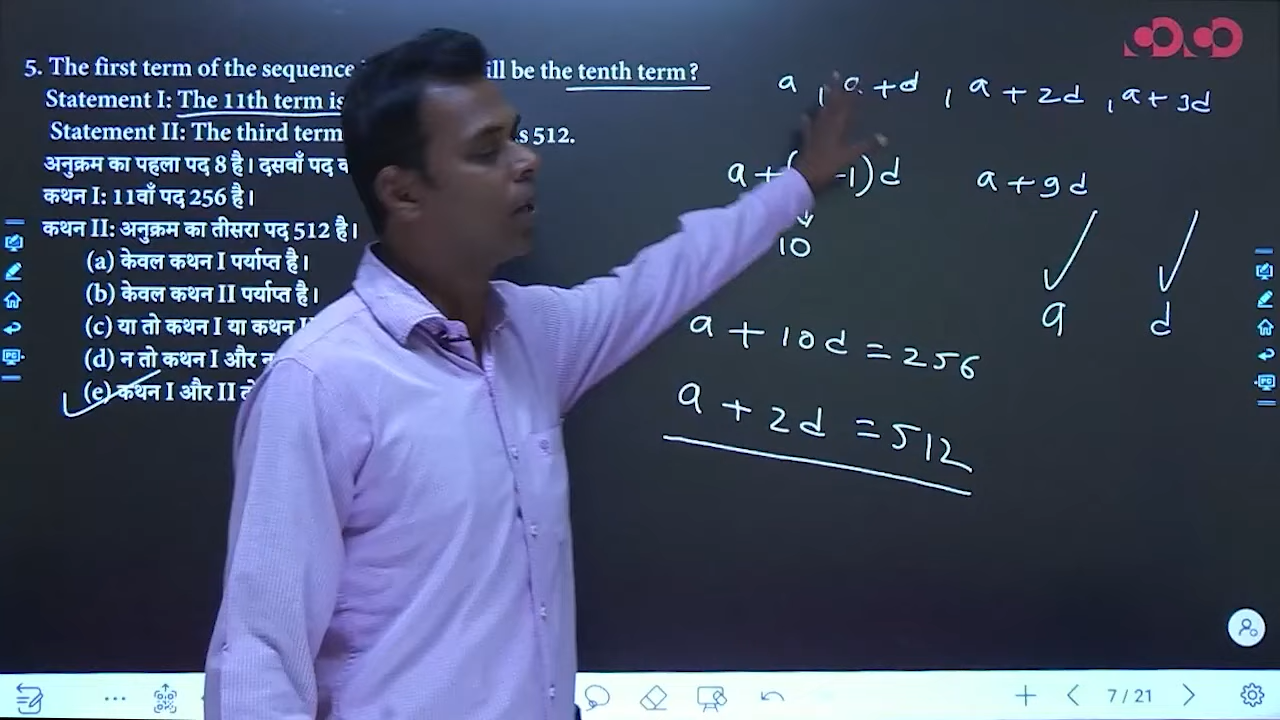 5. The first term of the sequence ill be the tenth term?
Statement I: The 11th term is
Statement II: The third term s 512.
अनुक्रम का पहला पद 8 है। दसवाँ पद
कथन I: 11वाँ पद 256 है।
कथन II: अनुक्रम का तीसरा पद 512 है।
(a) केवल कथन I पर्याप्त है।
(b) केवल कथन II पर्याप्त है।
(c) या तो कथन I या कथन
(d) न तो कथन I और न
(e) कथन I और II
a , a + d , a + 2d , a + 3d
a + ( -1)d
10
a + 9d
a d
a + 10d = 256
a + 2d = 512
7 / 21